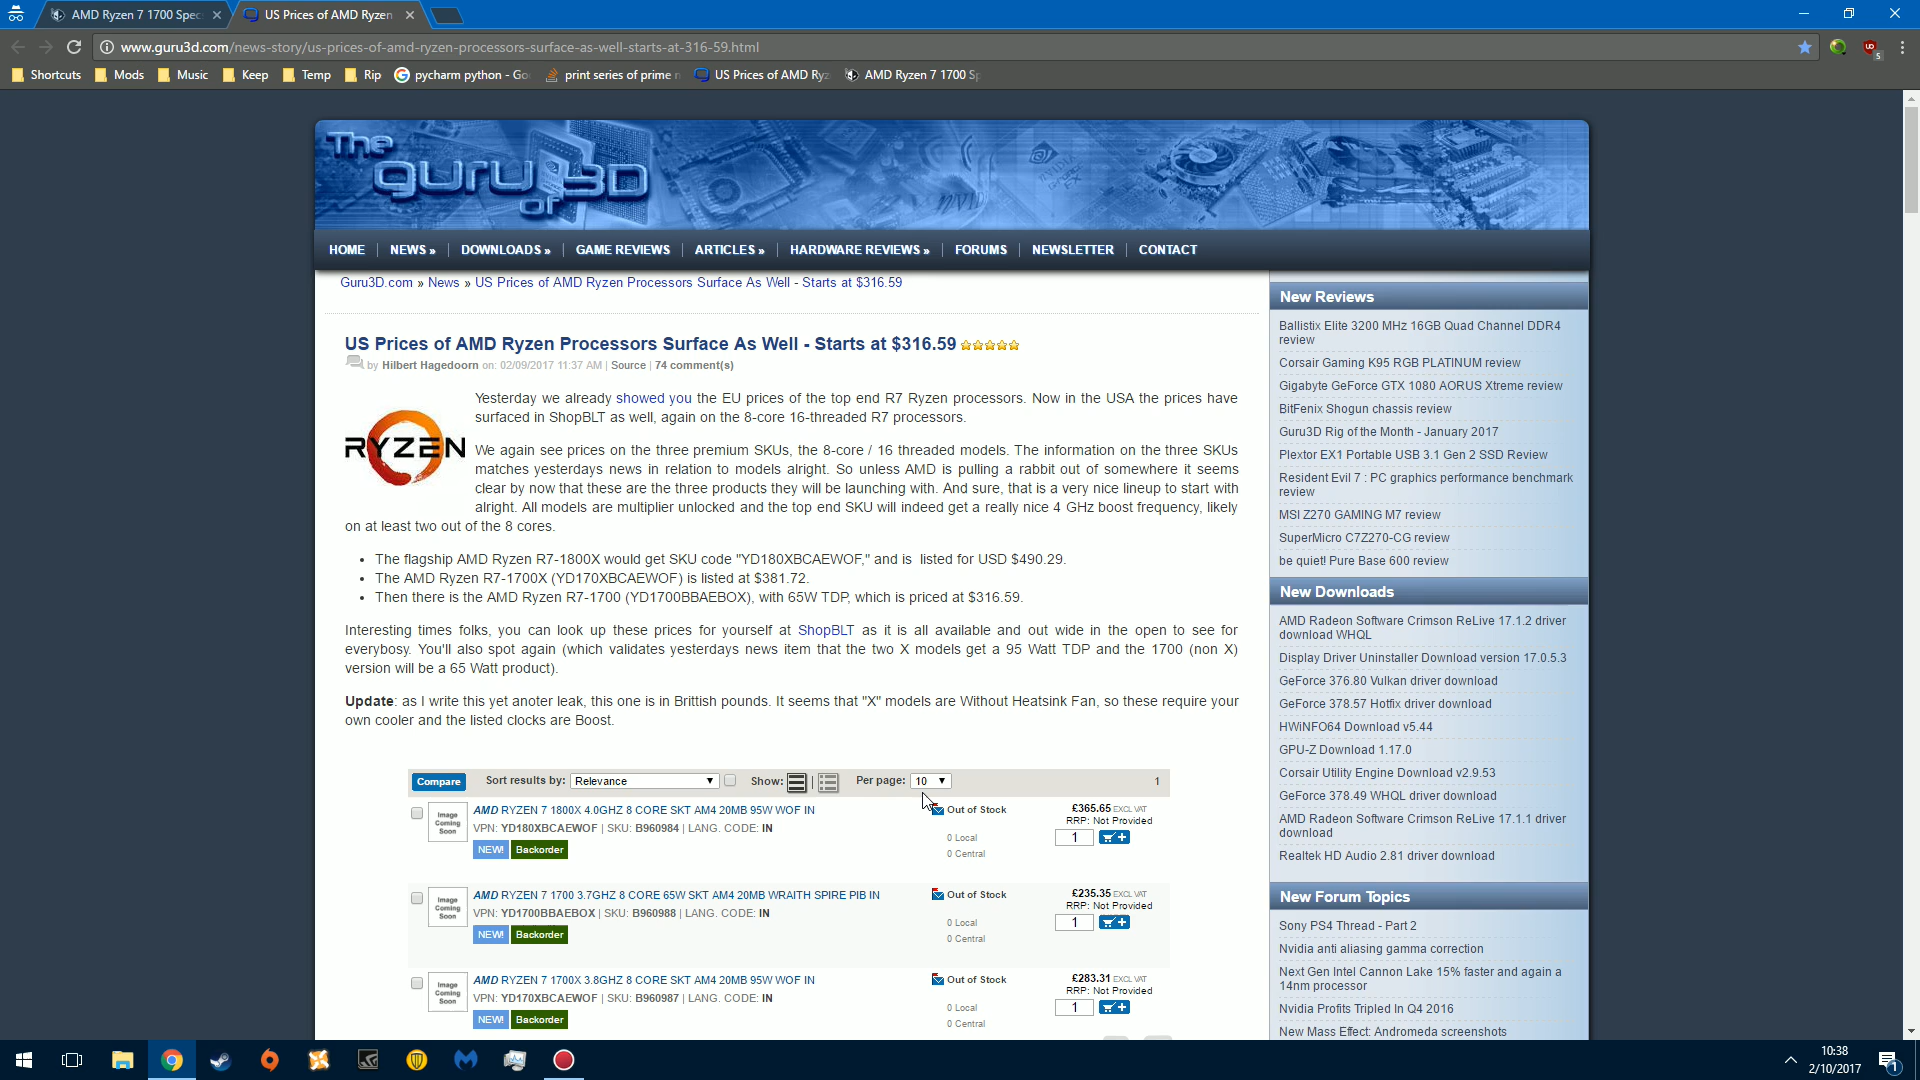 AMD Ryzen 7 1700 Spec
US Prices of AMD Ryzen
www.guru3d.com/news-story/us-prices-of-amd-ryzen-processors-surface-as-well-starts-at-316-59.html
5
Shortcuts
Mods
Music
Keep
Temp
Rip
pycharm python - Go
print series of prime n
US Prices of AMD Ryz
AMD Ryzen 7 1700 Sp
The guru of 3D
HOME
NEWS »
DOWNLOADS »
GAME REVIEWS
ARTICLES »
HARDWARE REVIEWS »
FORUMS
NEWSLETTER
CONTACT
Guru3D.com » News » US Prices of AMD Ryzen Processors Surface As Well - Starts at $316.59
US Prices of AMD Ryzen Processors Surface As Well - Starts at $316.59
by Hilbert Hagedoorn on: 02/09/2017 11:37 AM | Source | 74 comment(s)
RYZEN
Yesterday we already showed you the EU prices of the top end R7 Ryzen processors. Now in the USA the prices have
surfaced in ShopBLT as well, again on the 8-core 16-threaded R7 processors.
We again see prices on the three premium SKUs, the 8-core / 16 threaded models. The information on the three SKUs
matches yesterdays news in relation to models alright. So unless AMD is pulling a rabbit out of somewhere it seems
clear by now that these are the three products they will be launching with. And sure, that is a very nice lineup to start with
alright. All models are multiplier unlocked and the top end SKU will indeed get a really nice 4 GHz boost frequency, likely
on at least two out of the 8 cores.
• The flagship AMD Ryzen R7-1800X would get SKU code "YD180XBCAEWOF," and is listed for USD $490.29.
• The AMD Ryzen R7-1700X (YD170XBCAEWOF) is listed at $381.72.
• Then there is the AMD Ryzen R7-1700 (YD1700BBAEBOX), with 65W TDP, which is priced at $316.59.
Interesting times folks, you can look up these prices for yourself at ShopBLT as it is all available and out wide in the open to see for
everybosy. You'll also spot again (which validates yesterdays news item that the two X models get a 95 Watt TDP and the 1700 (non X)
version will be a 65 Watt product).
Update: as I write this yet anoter leak, this one is in Brittish pounds. It seems that "X" models are Without Heatsink Fan, so these require your
own cooler and the listed clocks are Boost.
Compare
Sort results by: Relevance
Show:
Per page: 10
1
Image Coming Soon
AMD RYZEN 7 1800X 4.0GHZ 8 CORE SKT AM4 20MB 95W WOF IN
VPN: YD180XBCAEWOF | SKU: B960984 | LANG. CODE: IN
NEW! Backorder
Out of Stock
0 Local
0 Central
£365.65 EXCL VAT
RRP: Not Provided
1
Image Coming Soon
AMD RYZEN 7 1700 3.7GHZ 8 CORE 65W SKT AM4 20MB WRAITH SPIRE PIB IN
VPN: YD1700BBAEBOX | SKU: B960988 | LANG. CODE: IN
NEW! Backorder
Out of Stock
0 Local
0 Central
£235.35 EXCL VAT
RRP: Not Provided
1
Image Coming Soon
AMD RYZEN 7 1700X 3.8GHZ 8 CORE SKT AM4 20MB 95W WOF IN
VPN: YD170XBCAEWOF | SKU: B960987 | LANG. CODE: IN
NEW! Backorder
Out of Stock
0 Local
0 Central
£283.31 EXCL VAT
RRP: Not Provided
1
New Reviews
Ballistix Elite 3200 MHz 16GB Quad Channel DDR4
review
Corsair Gaming K95 RGB PLATINUM review
Gigabyte GeForce GTX 1080 AORUS Xtreme review
BitFenix Shogun chassis review
Guru3D Rig of the Month - January 2017
Plextor EX1 Portable USB 3.1 Gen 2 SSD Review
Resident Evil 7 : PC graphics performance benchmark
review
MSI Z270 GAMING M7 review
SuperMicro C7Z270-CG review
be quiet! Pure Base 600 review
New Downloads
AMD Radeon Software Crimson ReLive 17.1.2 driver
download WHQL
Display Driver Uninstaller Download version 17.0.5.3
GeForce 376.80 Vulkan driver download
GeForce 378.57 Hotfix driver download
HWiNFO64 Download v5.44
GPU-Z Download 1.17.0
Corsair Utility Engine Download v2.9.53
GeForce 378.49 WHQL driver download
AMD Radeon Software Crimson ReLive 17.1.1 driver
download
Realtek HD Audio 2.81 driver download
New Forum Topics
Sony PS4 Thread - Part 2
Nvidia anti aliasing gamma correction
Next Gen Intel Cannon Lake 15% faster and again a
14nm processor
Nvidia Profits Tripled In Q4 2016
New Mass Effect: Andromeda screenshots
10:38
2/10/2017
1